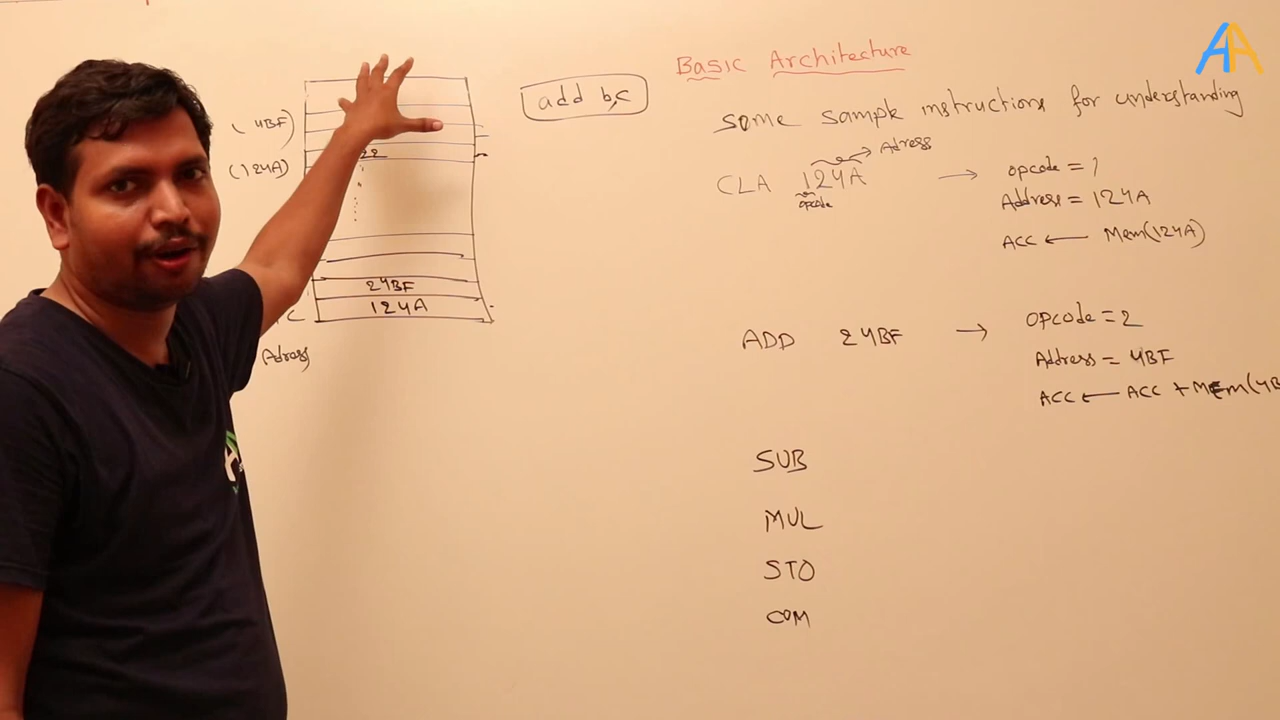 Basic Architecture
add b,c
some sample instructions for understanding
(4BF)
(124A)
22
Adress
CLA 124A → opcode = 1
opcode
Address = 124A
ACC ← Mem(124A)
24BF
124A
C
Adress
ADD 24BF → opcode = 2
Address = 4BF
ACC ← ACC + MEm(4B
SUB
MUL
STO
COM
AA